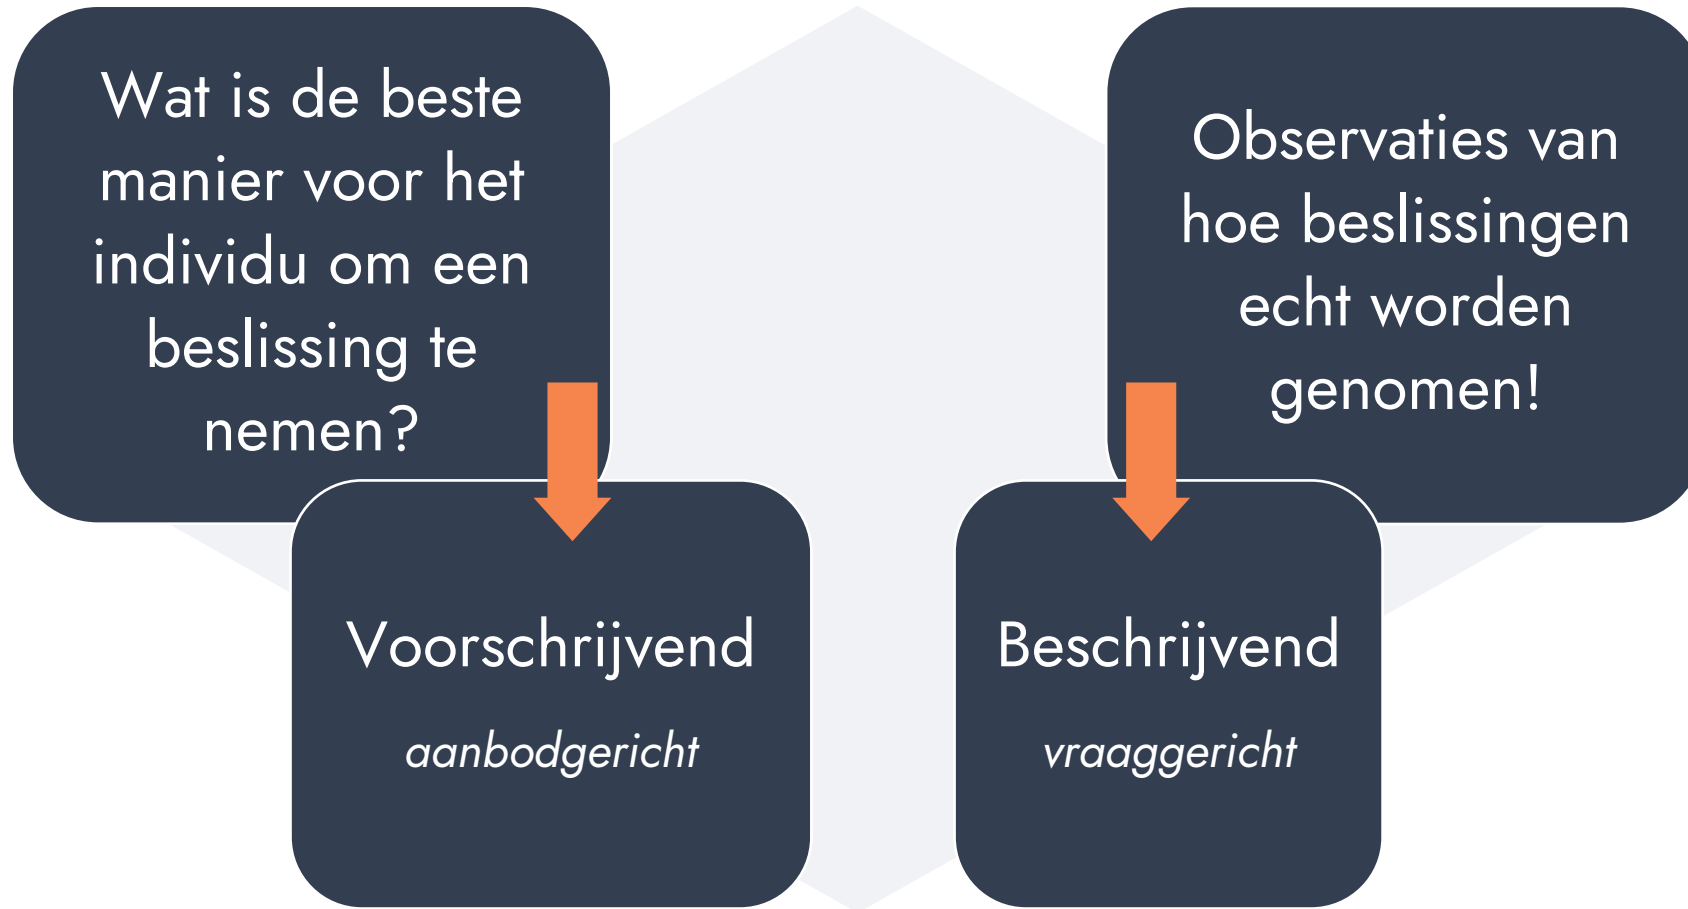 Wat is de beste
manier voor het
individu om een
beslissing te
nemen?
Voorschrijvend
aanbodgericht
Observaties van
hoe beslissingen
echt worden
genomen!
Beschrijvend
vraaggericht